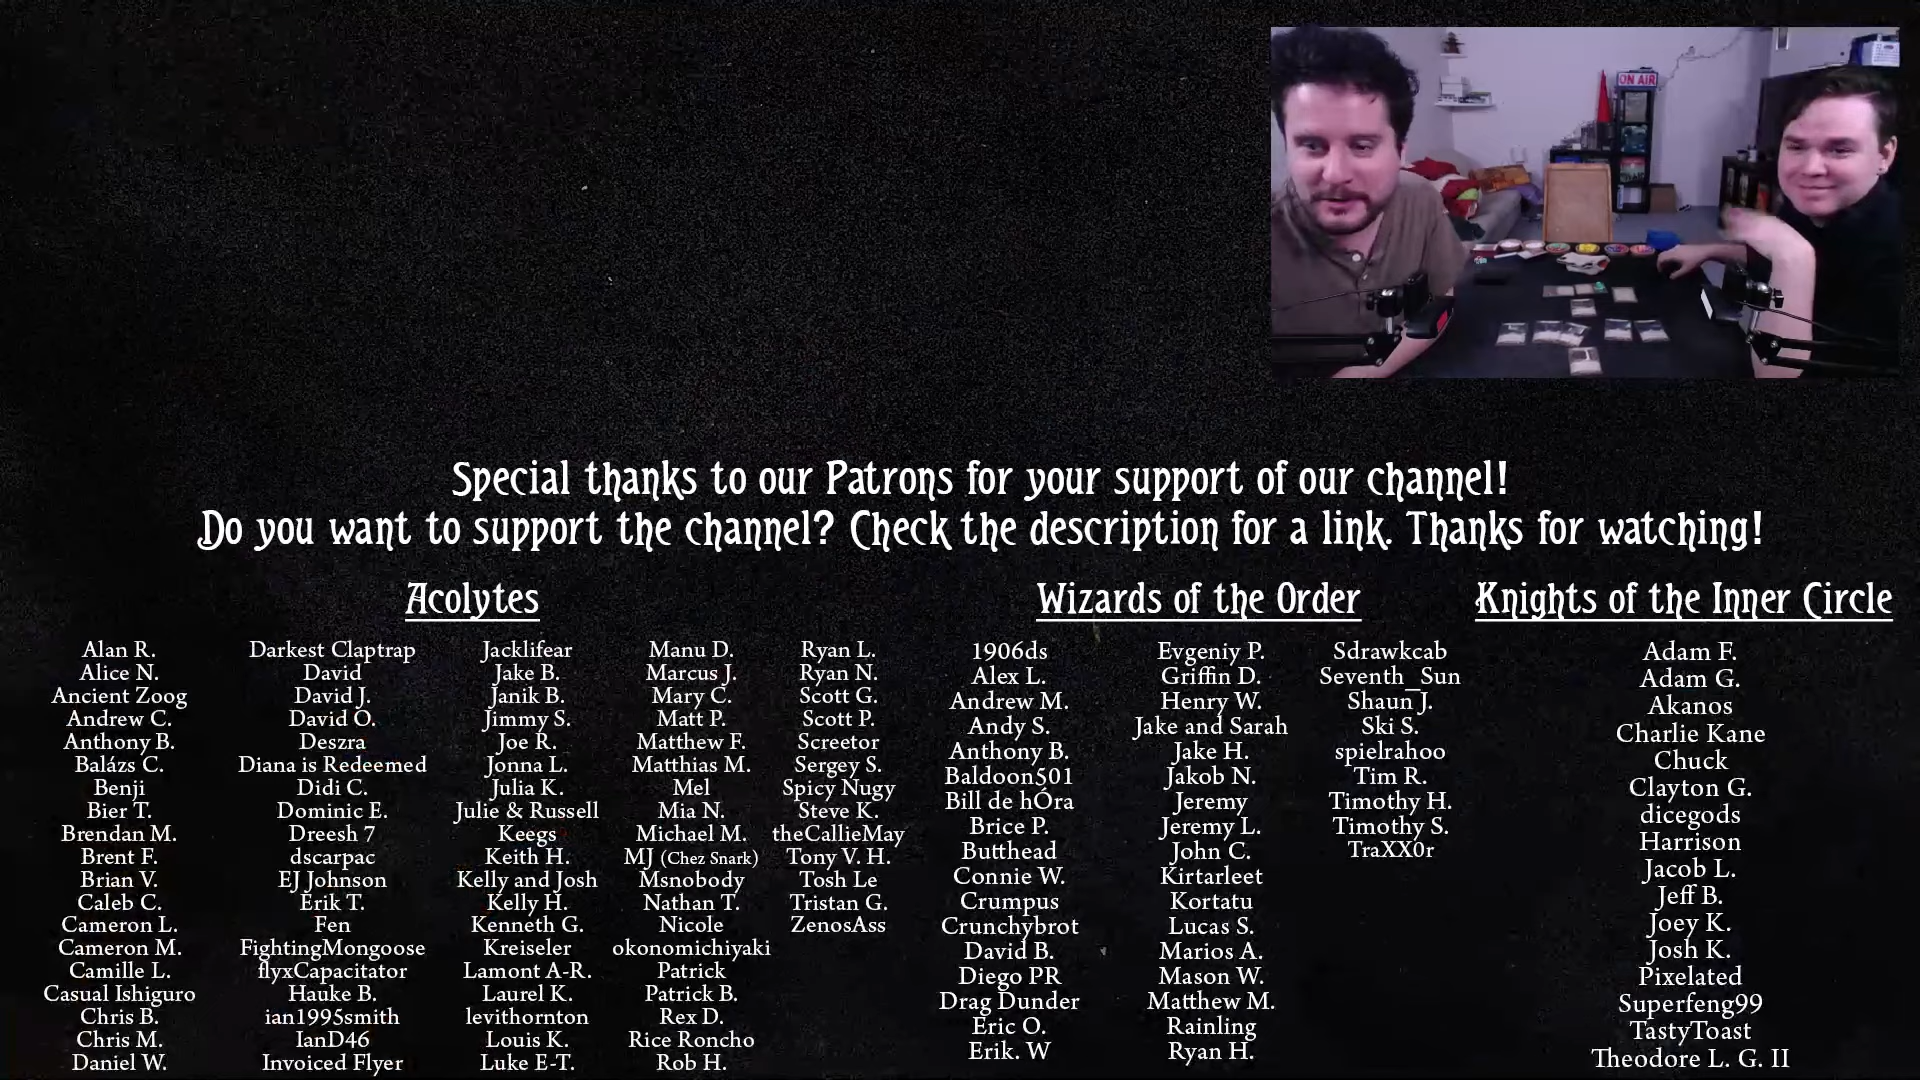 ON AIR
Special thanks to our Patrons for your support of our channel!
Do you want to support the channel? Check the description for a link. Thanks for watching!
Acolytes
Alan R.
Alice N.
Ancient Zoog
Andrew C.
Anthony B.
Balázs C.
Benji
Bier T.
Brendan M.
Brent F.
Brian V.
Caleb C.
Cameron L.
Cameron M.
Camille L.
Casual Ishiguro
Chris B.
Chris M.
Daniel W.
Darkest Claptrap
David
David J.
David O.
Deszra
Diana is Redeemed
Didi C.
Dominic E.
Dreesh 7
dscarpac
EJ Johnson
Erik T.
Fen
FightingMongoose
flyxCapacitator
Hauke B.
ian1995smith
IanD46
Invoiced Flyer
Jacklifear
Jake B.
Janik B.
Jimmy S.
Joe R.
Jonna L.
Julia K.
Julie & Russell
Keegs
Keith H.
Kelly and Josh
Kelly H.
Kenneth G.
Kreiseler
Lamont A-R.
Laurel K.
levithornton
Louis K.
Luke E-T.
Manu D.
Marcus J.
Mary C.
Matt P.
Matthew F.
Matthias M.
Mel
Mia N.
Michael M.
MJ (Chez Snark)
Msnobody
Nathan T.
Nicole
okonomichiyaki
Patrick
Patrick B.
Rex D.
Rice Roncho
Rob H.
Ryan L.
Ryan N.
Scott G.
Scott P.
Screetor
Sergey S.
Spicy Nugy
Steve K.
theCallieMay
Tony V. H.
Tosh Le
Tristan G.
ZenosAss
Wizards of the Order
1906ds
Alex L.
Andrew M.
Andy S.
Anthony B.
Baldoon501
Bill de hÓra
Brice P.
Butthead
Connie W.
Crumpus
Crunchybrot
David B.
Diego PR
Drag Dunder
Eric O.
Erik. W
Evgeniy P.
Griffin D.
Henry W.
Jake and Sarah
Jake H.
Jakob N.
Jeremy
Jeremy L.
John C.
Kirtarleet
Kortatu
Lucas S.
Marios A.
Mason W.
Matthew M.
Rainling
Ryan H.
Sdrawkcab
Seventh_Sun
Shaun J.
Ski S.
spielrahoo
Tim R.
Timothy H.
Timothy S.
TraXX0r
Knights of the Inner Circle
Adam F.
Adam G.
Akanos
Charlie Kane
Chuck
Clayton G.
dicegods
Harrison
Jacob L.
Jeff B.
Joey K.
Josh K.
Pixelated
Superfeng99
TastyToast
Theodore L. G. II